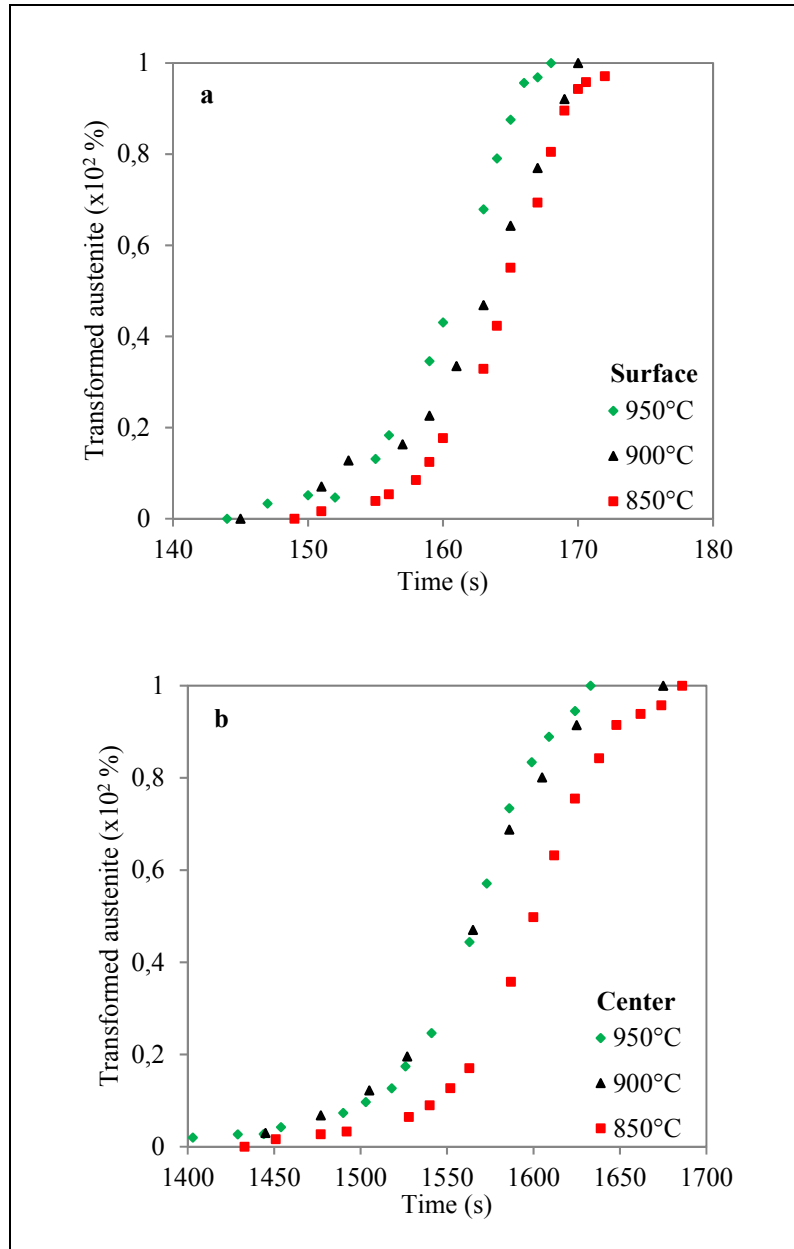 a
Transformed austenite (x10² %)
1
0,8
0,6
0,4
0,2
0
140
150
160
170
180
Time (s)
Surface
950°C
900°C
850°C
b
Transformed austenite (x10² %)
1
0,8
0,6
0,4
0,2
0
1400
1450
1500
1550
1600
1650
1700
Time (s)
Center
950°C
900°C
850°C